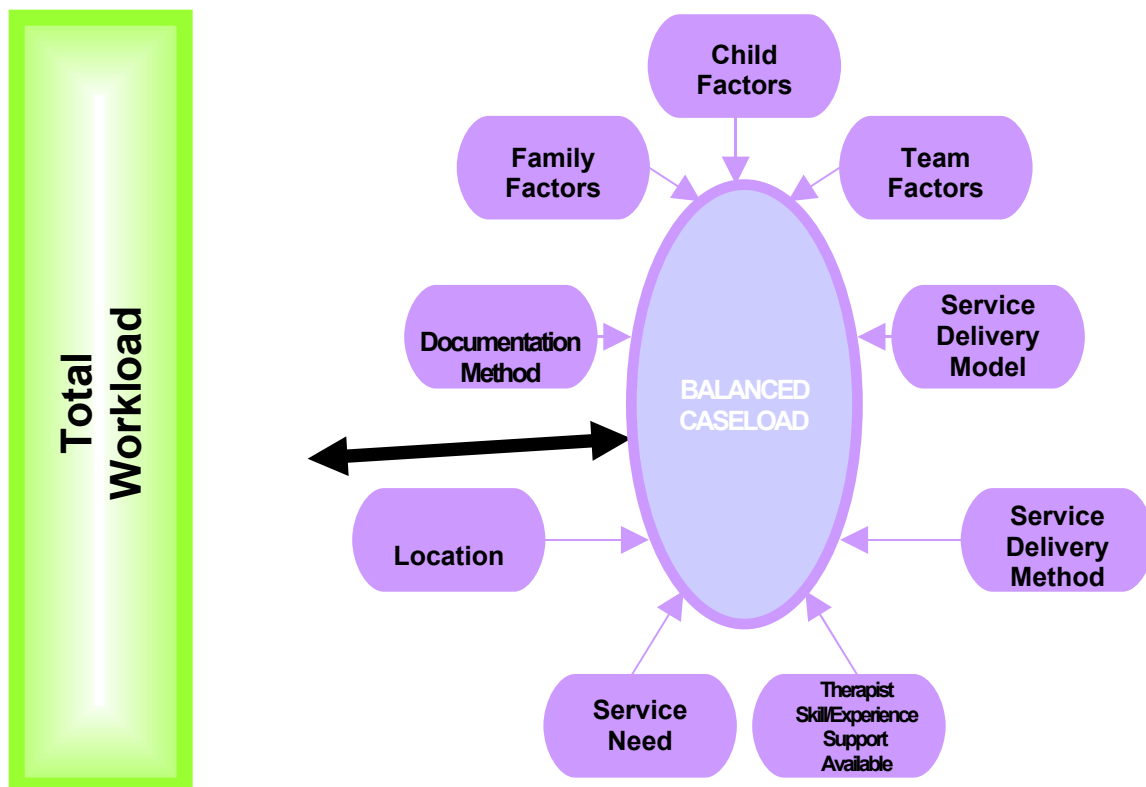 Total
Workload
Child
Factors
Family
Factors
Team
Factors
Documentation
Method
Service
Delivery
Model
BALANCED
CASELOAD
Location
Service
Delivery
Method
Service
Need
Therapist
Skill/Experience
Support
Available